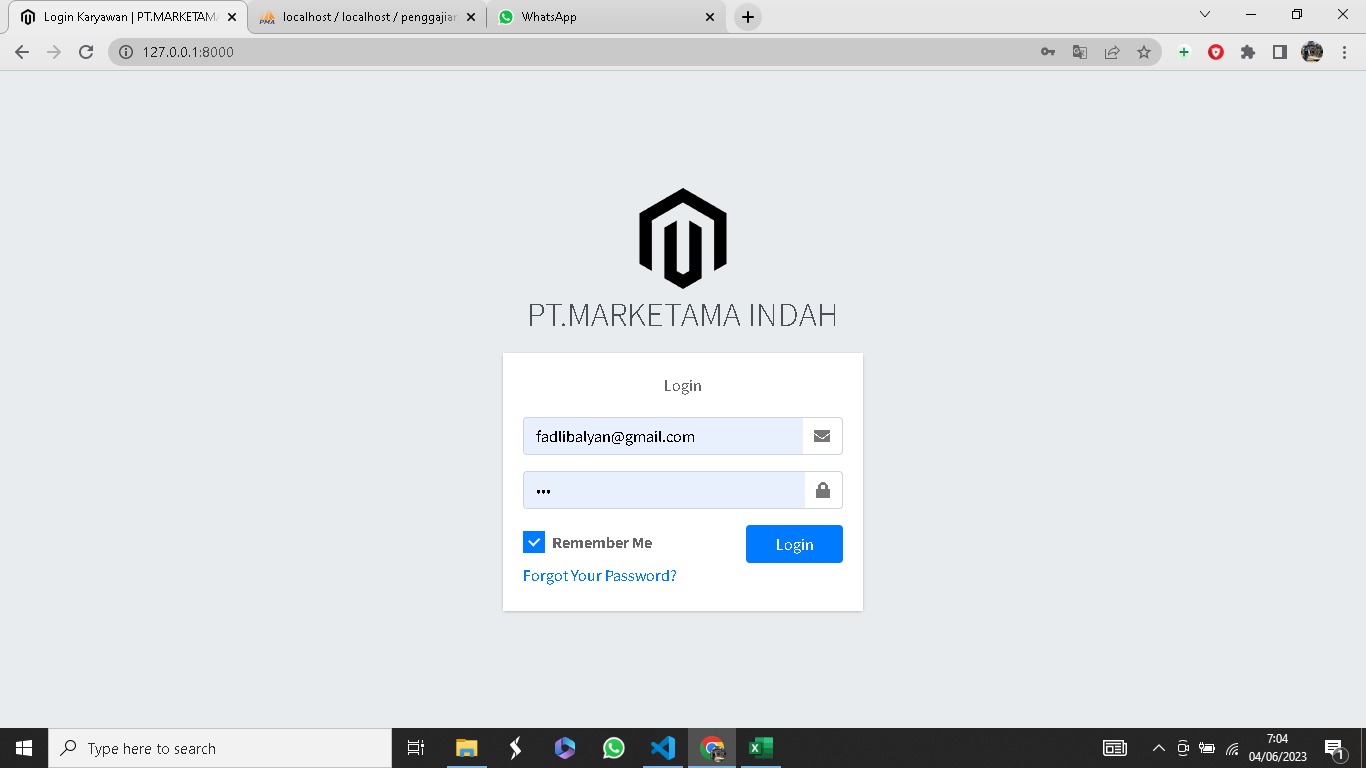 Login Karyawan | PT.MARKETAMA
localhost / localhost / penggajian
WhatsApp
127.0.0.1:8000
PT.MARKETAMA INDAH
Login
fadlibalyan@gmail.com
•••
Remember Me
Login
Forgot Your Password?
Type here to search
7:04
04/06/2023
1